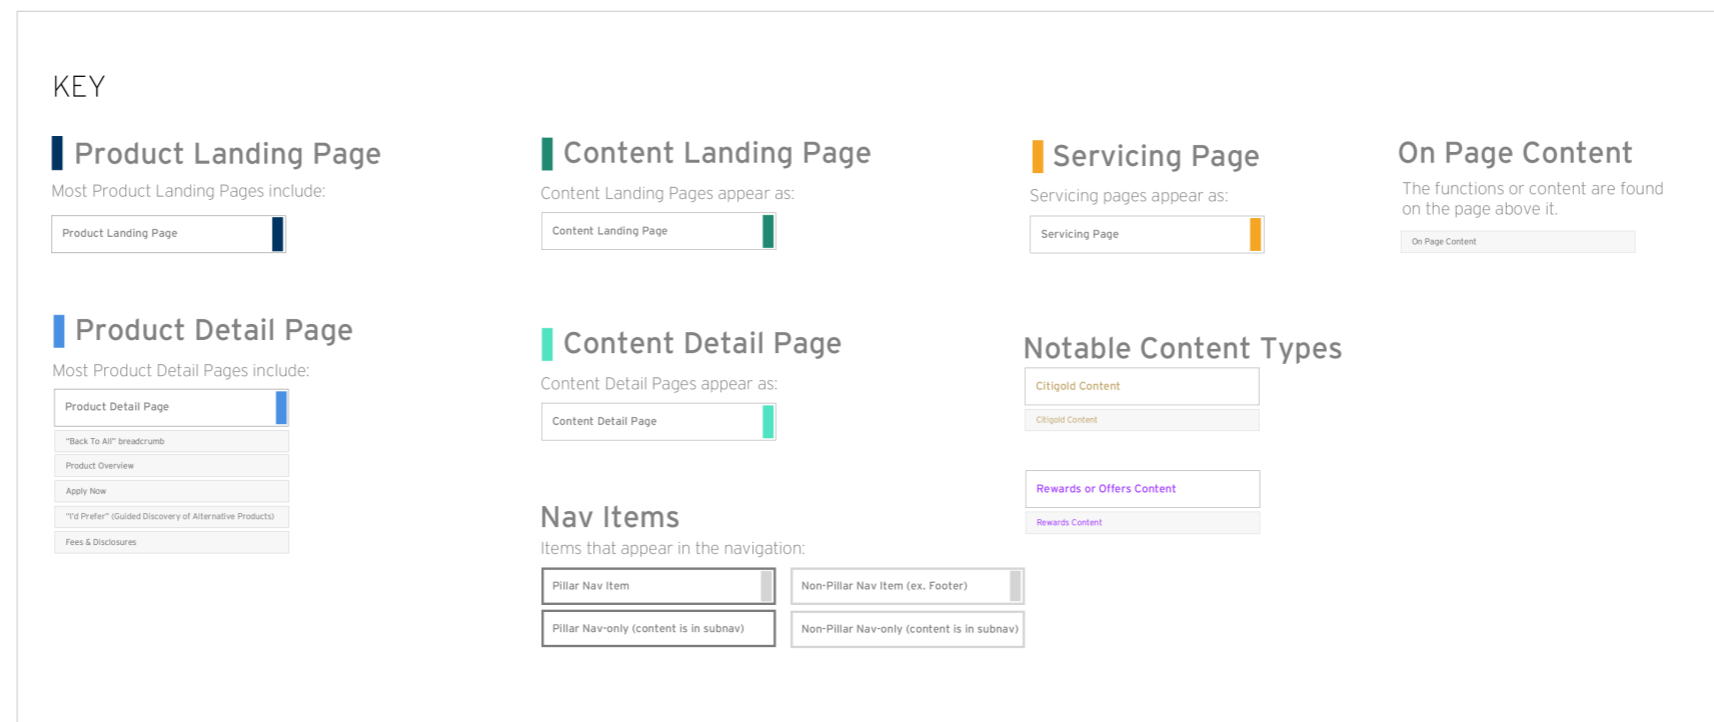 KEY
Product Landing Page
Most Product Landing Pages include:
Product Landing Page
Content Landing Page
Content Landing Pages appear as:
Content Landing Page
Servicing Page
Servicing pages appear as:
Servicing Page
On Page Content
The functions or content are found
on the page above it.
On Page Content
Product Detail Page
Most Product Detail Pages include:
Product Detail Page
"Back To All" breadcrumb
Product Overview
Apply Now
"I'd Prefer" (Guided Discovery of Alternative Products)
Fees & Disclosures
Content Detail Page
Content Detail Pages appear as:
Content Detail Page
Nav Items
Items that appear in the navigation:
Pillar Nav Item
Non-Pillar Nav Item (ex. Footer)
Pillar Nav-only (content is in subnav)
Non-Pillar Nav-only (content is in subnav)
Notable Content Types
Citigold Content
Citigold Content
Rewards or Offers Content
Rewards Content